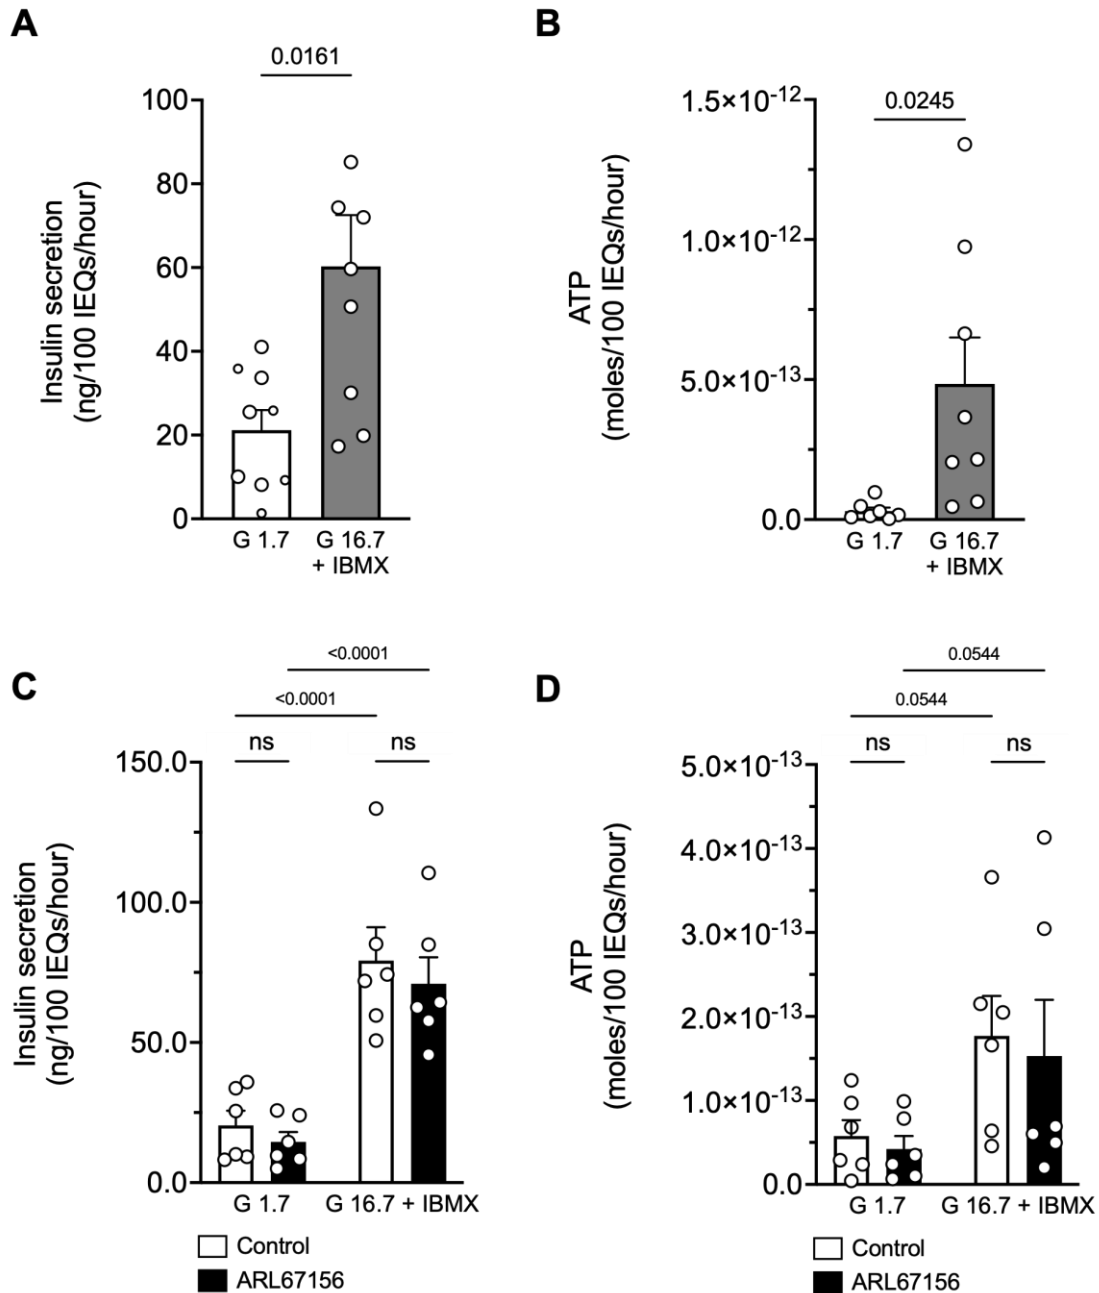 A
0.0161
100
80
60
40
20
0
Insulin secretion
(ng/100 IEQs/hour)
G 1.7
G 16.7
+ IBMX
B
0.0245
1.5×10⁻¹²
1.0×10⁻¹²
5.0×10⁻¹³
0.0
ATP
(moles/100 IEQs/hour)
G 1.7
G 16.7
+ IBMX
C
<0.0001
<0.0001
ns
ns
150.0
100.0
50.0
0.0
Insulin secretion
(ng/100 IEQs/hour)
G 1.7
G 16.7 + IBMX
Control
ARL67156
D
0.0544
0.0544
ns
ns
5.0×10⁻¹³
4.0×10⁻¹³
3.0×10⁻¹³
2.0×10⁻¹³
1.0×10⁻¹³
0.0
ATP
(moles/100 IEQs/hour)
G 1.7
G 16.7 + IBMX
Control
ARL67156